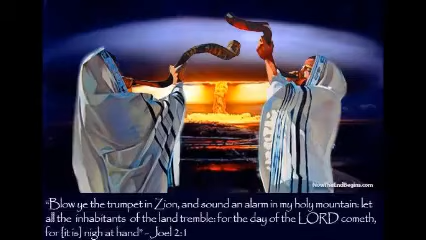 NowTheEndBegins.com
"Blow ye the trumpet in Zion, and sound an alarm in my holy mountain: let
all the inhabitants of the land tremble: for the day of the LORD cometh,
for [it is] nigh at hand" - Joel 2:1